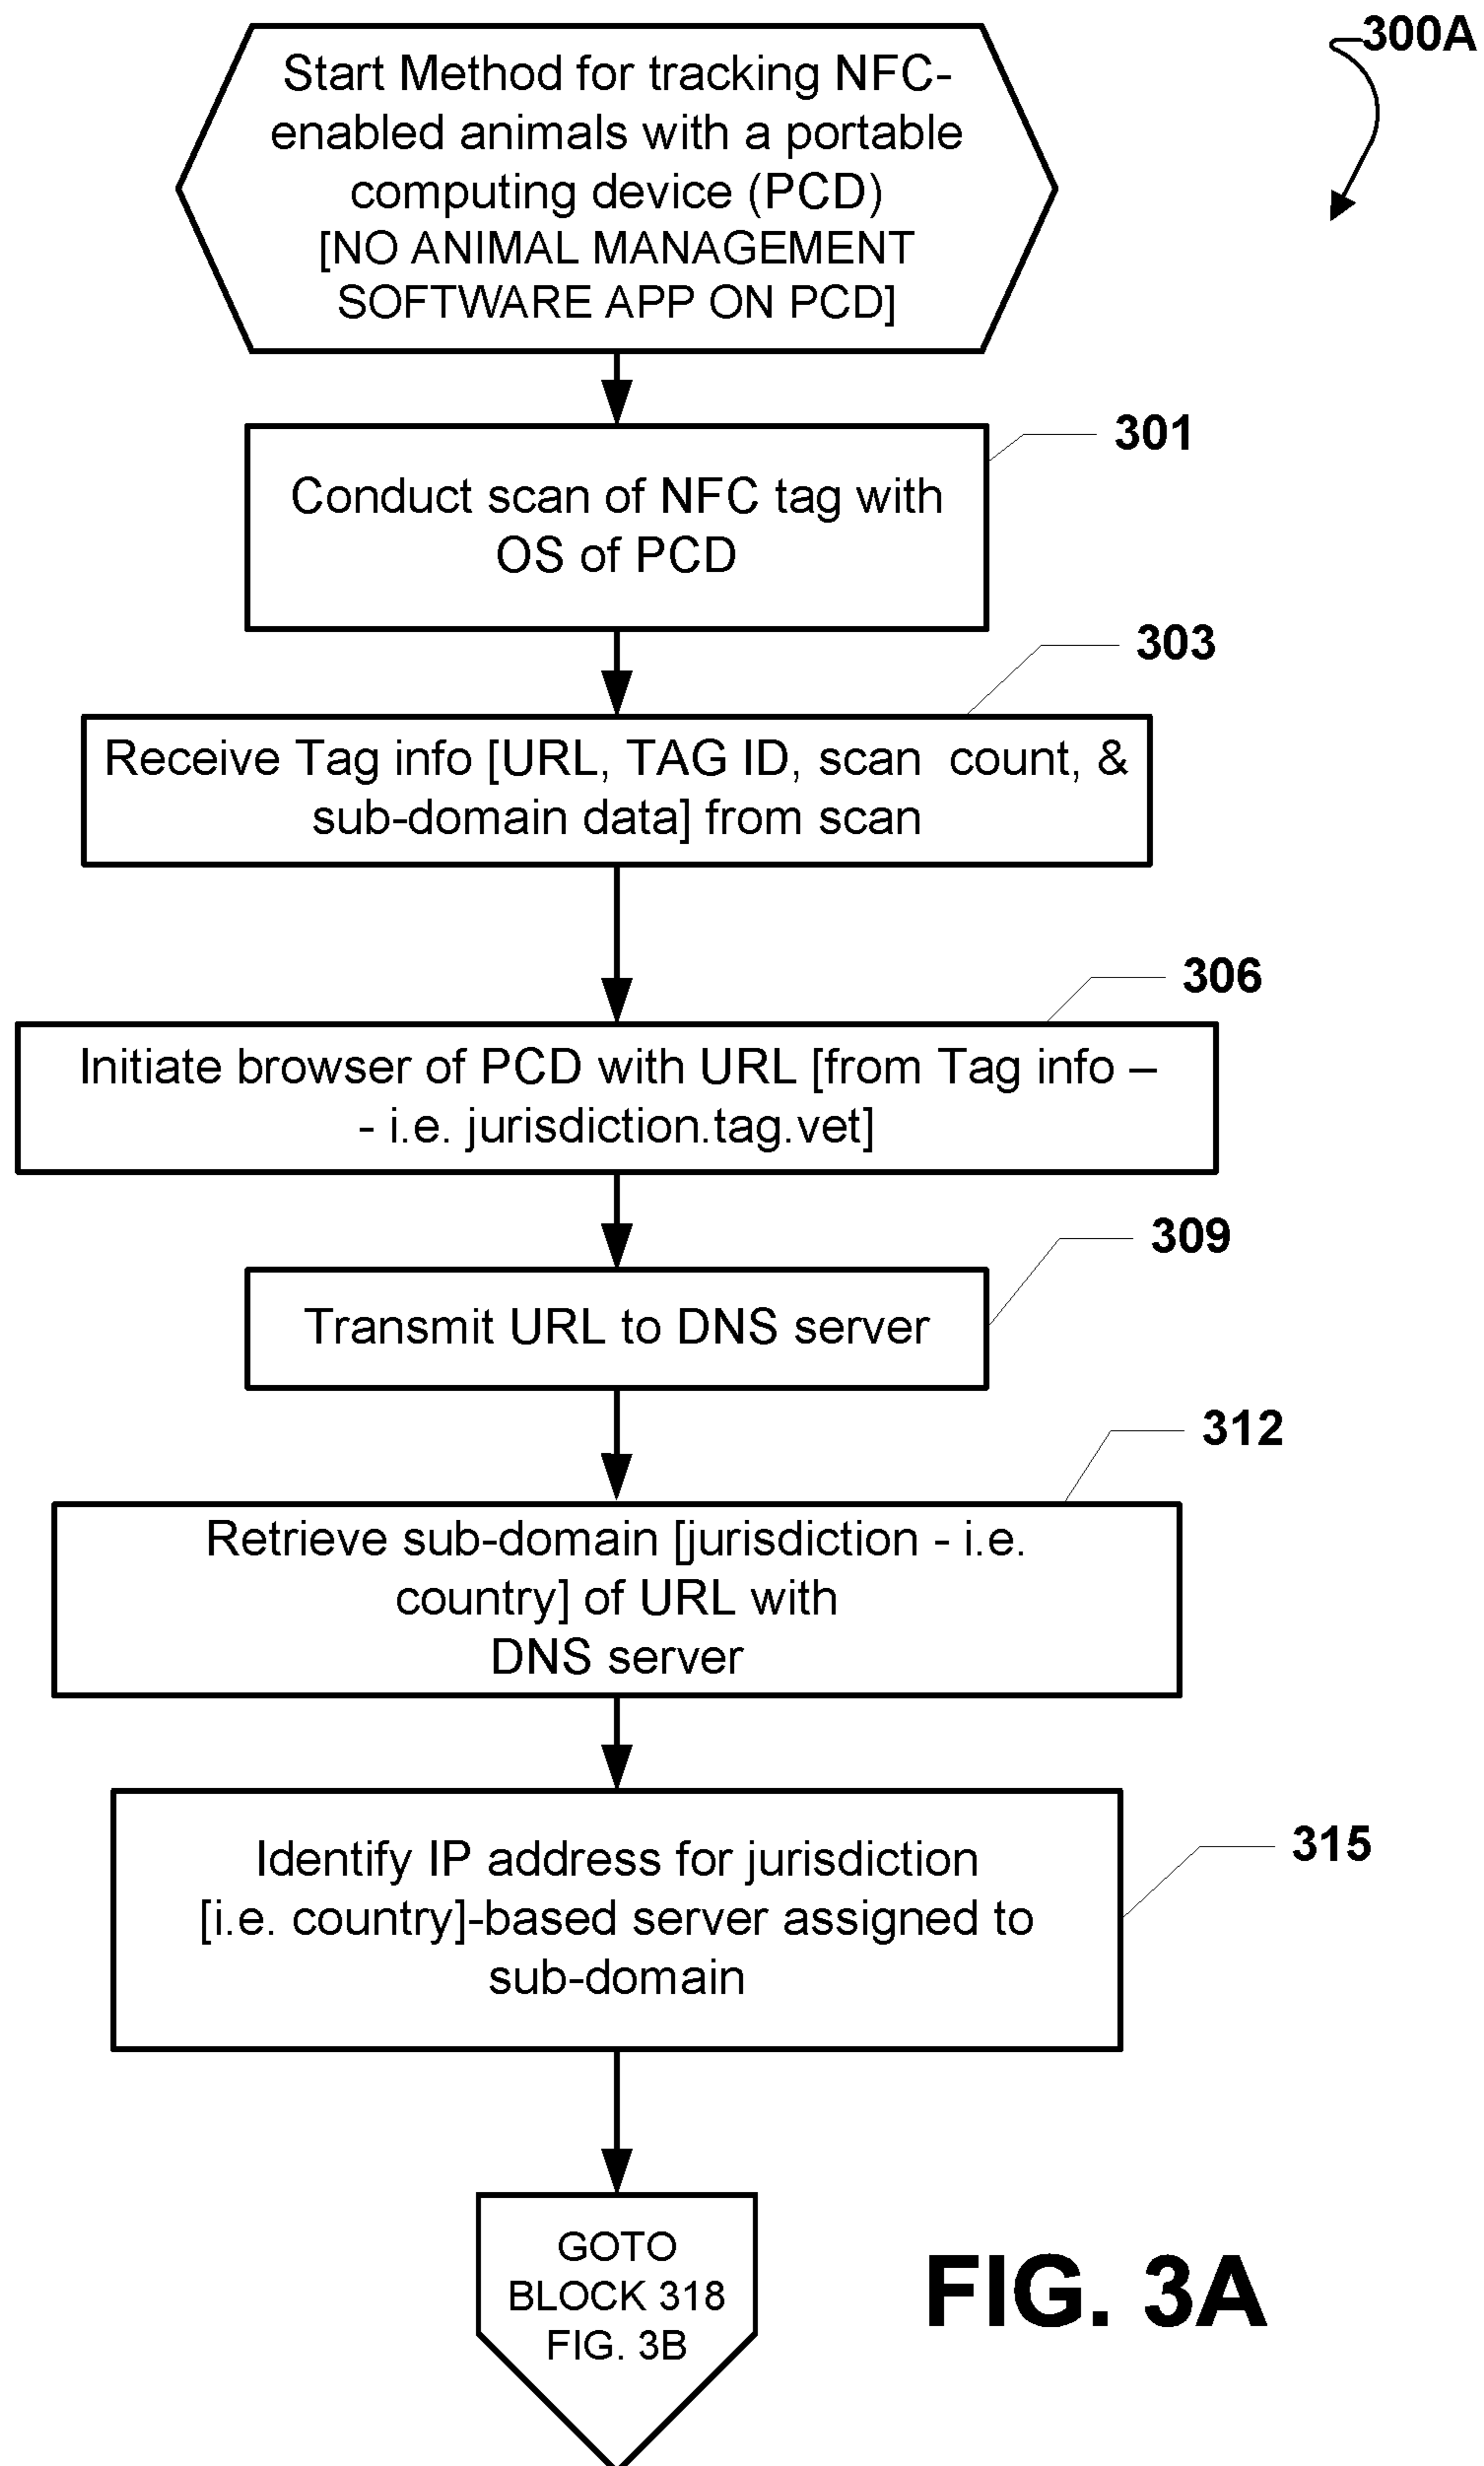 300A
Start Method for tracking NFC-
enabled animals with a portable
computing device (PCD)
[NO ANIMAL MANAGEMENT
SOFTWARE APP ON PCD]
301
Conduct scan of NFC tag with
OS of PCD
303
Receive Tag info [URL, TAG ID, scan count, &
sub-domain data] from scan
306
Initiate browser of PCD with URL [from Tag info –
- i.e. jurisdiction.tag.vet]
309
Transmit URL to DNS server
312
Retrieve sub-domain [jurisdiction - i.e.
country] of URL with
DNS server
315
Identify IP address for jurisdiction
[i.e. country]-based server assigned to
sub-domain
GOTO
BLOCK 318
FIG. 3B
FIG. 3A